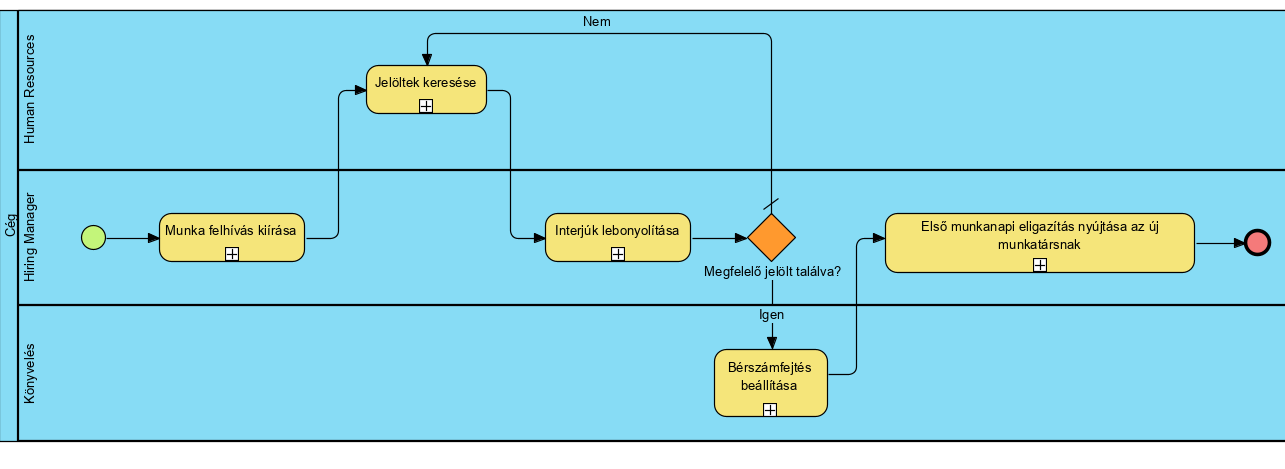 Cég
Human Resources
Nem
Jelöltek keresése
Hiring Manager
Munka felhívás kiírása
Interjúk lebonyolítása
Megfelelő jelölt találva?
Első munkanapi eligazítás nyújtása az új
munkatársnak
Könyvelés
Igen
Bérszámfejtés
beállítása